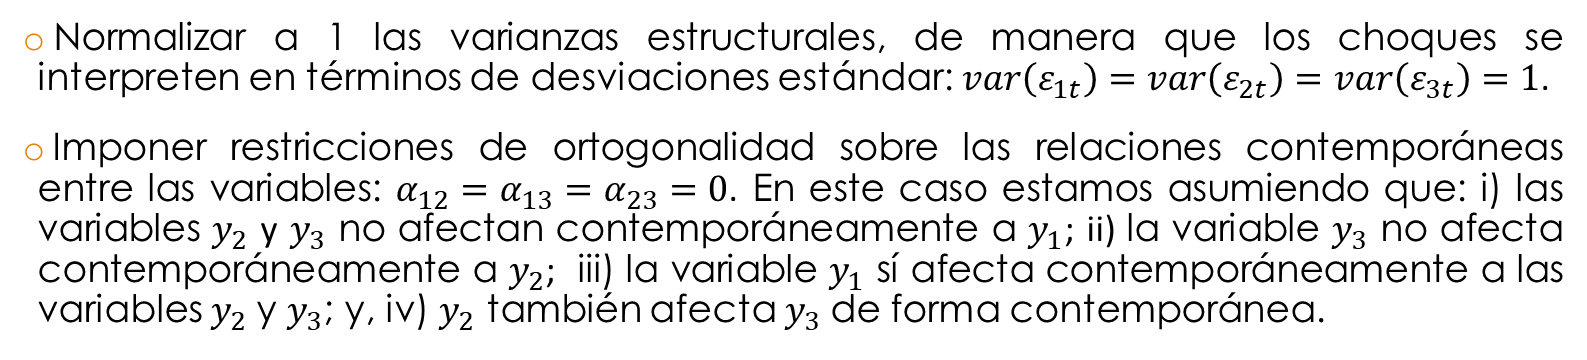 ○ Normalizar a 1 las varianzas estructurales, de manera que los choques se
interpreten en términos de desviaciones estándar: 𝑣𝑎𝑟(𝜀₁ₜ) = 𝑣𝑎𝑟(𝜀₂ₜ) = 𝑣𝑎𝑟(𝜀₃ₜ) = 1.
○ Imponer restricciones de ortogonalidad sobre las relaciones contemporáneas
entre las variables: 𝛼₁₂ = 𝛼₁₃ = 𝛼₂₃ = 0. En este caso estamos asumiendo que: i) las
variables 𝑦₂ y 𝑦₃ no afectan contemporáneamente a 𝑦₁; ii) la variable 𝑦₃ no afecta
contemporáneamente a 𝑦₂; iii) la variable 𝑦₁ sí afecta contemporáneamente a las
variables 𝑦₂ y 𝑦₃; y, iv) 𝑦₂ también afecta 𝑦₃ de forma contemporánea.